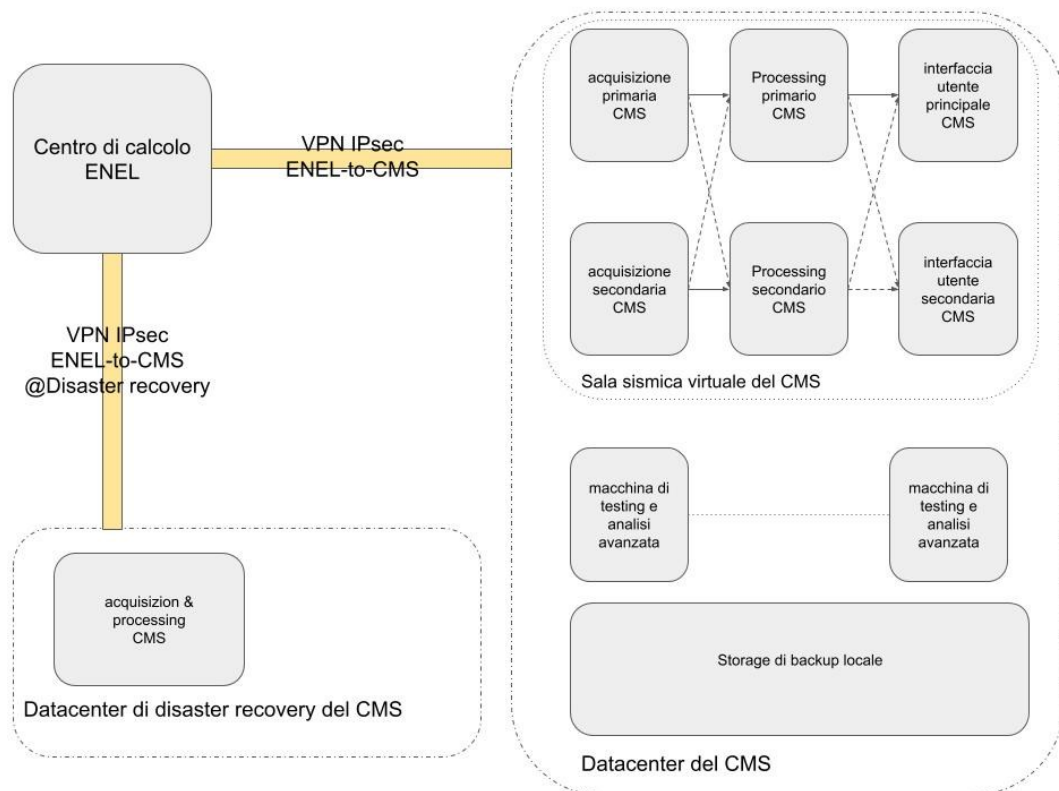 Centro di calcolo
ENEL
VPN IPsec
ENEL-to-CMS
VPN IPsec
ENEL-to-CMS
@Disaster recovery
acquisizion &
processing
CMS
Datacenter di disaster recovery del CMS
acquisizione
primaria
CMS
Processing
primario
CMS
interfaccia
utente
principale
CMS
acquisizione
secondaria
CMS
Processing
secondario
CMS
interfaccia
utente
secondaria
CMS
Sala sismica virtuale del CMS
macchina di
testing e
analisi
avanzata
macchina di
testing e
analisi
avanzata
Storage di backup locale
Datacenter del CMS